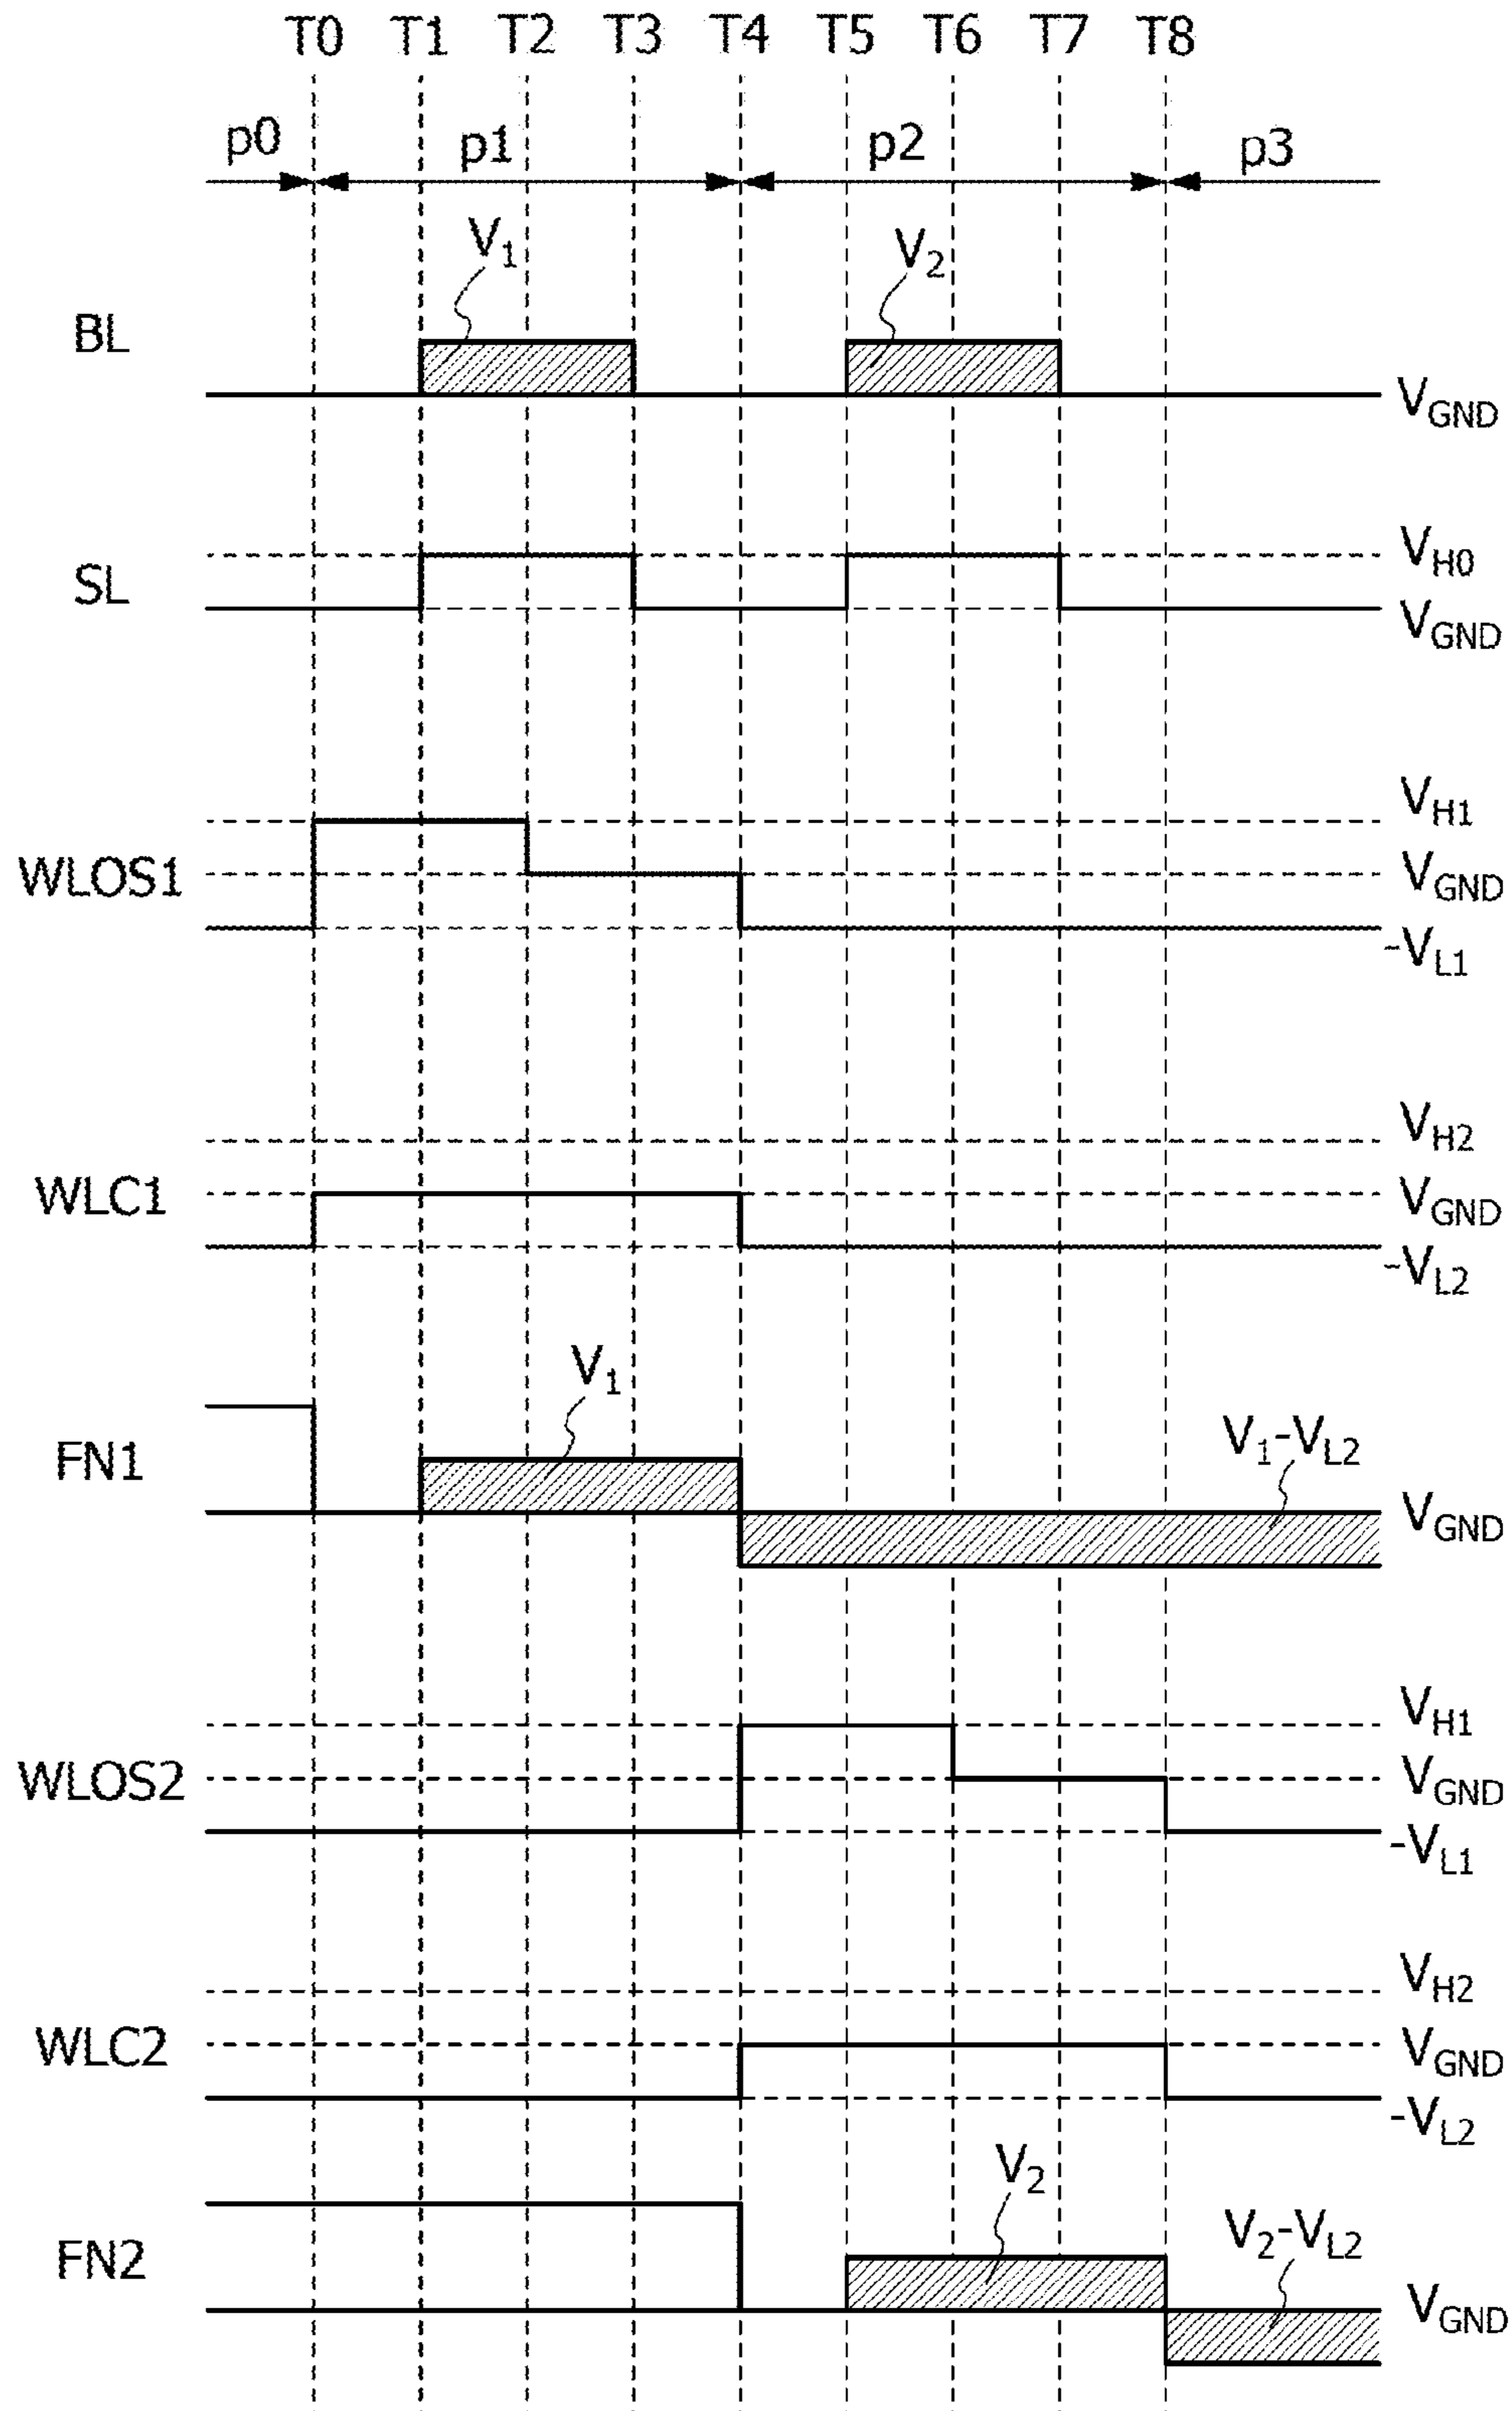 T0 T1 T2 T3 T4 T5 T6 T7 T8
p0 p1 p2 p3
V1 V2
BL VGND
SL VH0
VGND
WLOS1 VH1
VGND
-VL1
WLC1 VH2
VGND
-VL2
V1
FN1 V1-VL2
VGND
WLOS2 VH1
VGND
-VL1
WLC2 VH2
VGND
-VL2
V2
FN2 V2-VL2
VGND